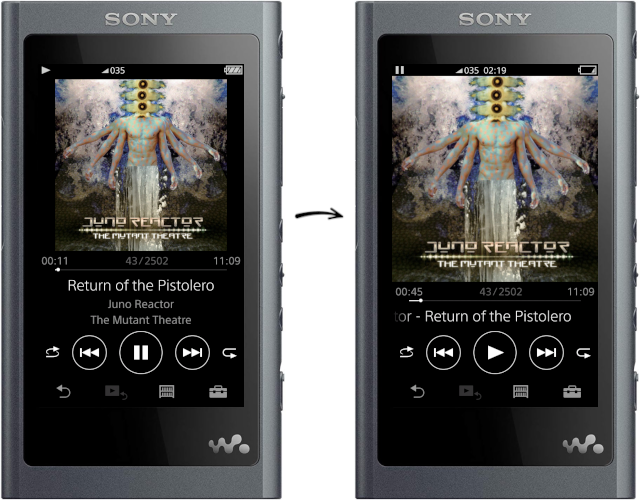 SONY
035
JUNO REACTOR
THE MUTANT THEATRE
00:11 43/2502 11:09
Return of the Pistolero
Juno Reactor
The Mutant Theatre
SONY
035 02:19
JUNO REACTOR
THE MUTANT THEATRE
00:45 43/2502 11:09
tor - Return of the Pistolero